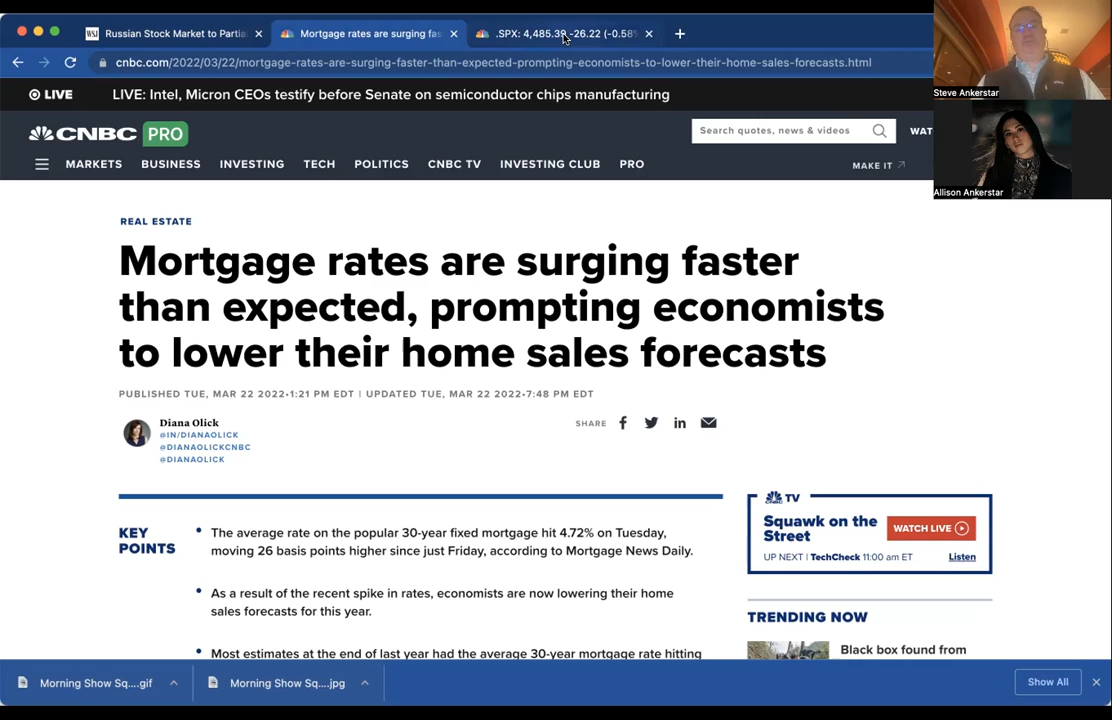 WSJ Russian Stock Market to Partia
Mortgage rates are surging fas
.SPX: 4,485.39 -26.22 (-0.58%
cnbc.com/2022/03/22/mortgage-rates-are-surging-faster-than-expected-prompting-economists-to-lower-their-home-sales-forecasts.html
Steve Ankerstar
Allison Ankerstar
LIVE LIVE: Intel, Micron CEOs testify before Senate on semiconductor chips manufacturing
CNBC PRO
Search quotes, news & videos
WAT
MARKETS BUSINESS INVESTING TECH POLITICS CNBC TV INVESTING CLUB PRO
MAKE IT
REAL ESTATE
Mortgage rates are surging faster
than expected, prompting economists
to lower their home sales forecasts
PUBLISHED TUE, MAR 22 2022•1:21 PM EDT | UPDATED TUE, MAR 22 2022•7:48 PM EDT
Diana Olick
@IN/DIANAOLICK
@DIANAOLICKCNBC
@DIANAOLICK
SHARE
KEY
POINTS
• The average rate on the popular 30-year fixed mortgage hit 4.72% on Tuesday,
moving 26 basis points higher since just Friday, according to Mortgage News Daily.
• As a result of the recent spike in rates, economists are now lowering their home
sales forecasts for this year.
• Most estimates at the end of last year had the average 30-year mortgage rate hitting
CNBC TV
Squawk on the
Street
WATCH LIVE
UP NEXT | TechCheck 11:00 am ET
Listen
TRENDING NOW
Black box found from
Morning Show Sq....gif
Morning Show Sq....jpg
Show All